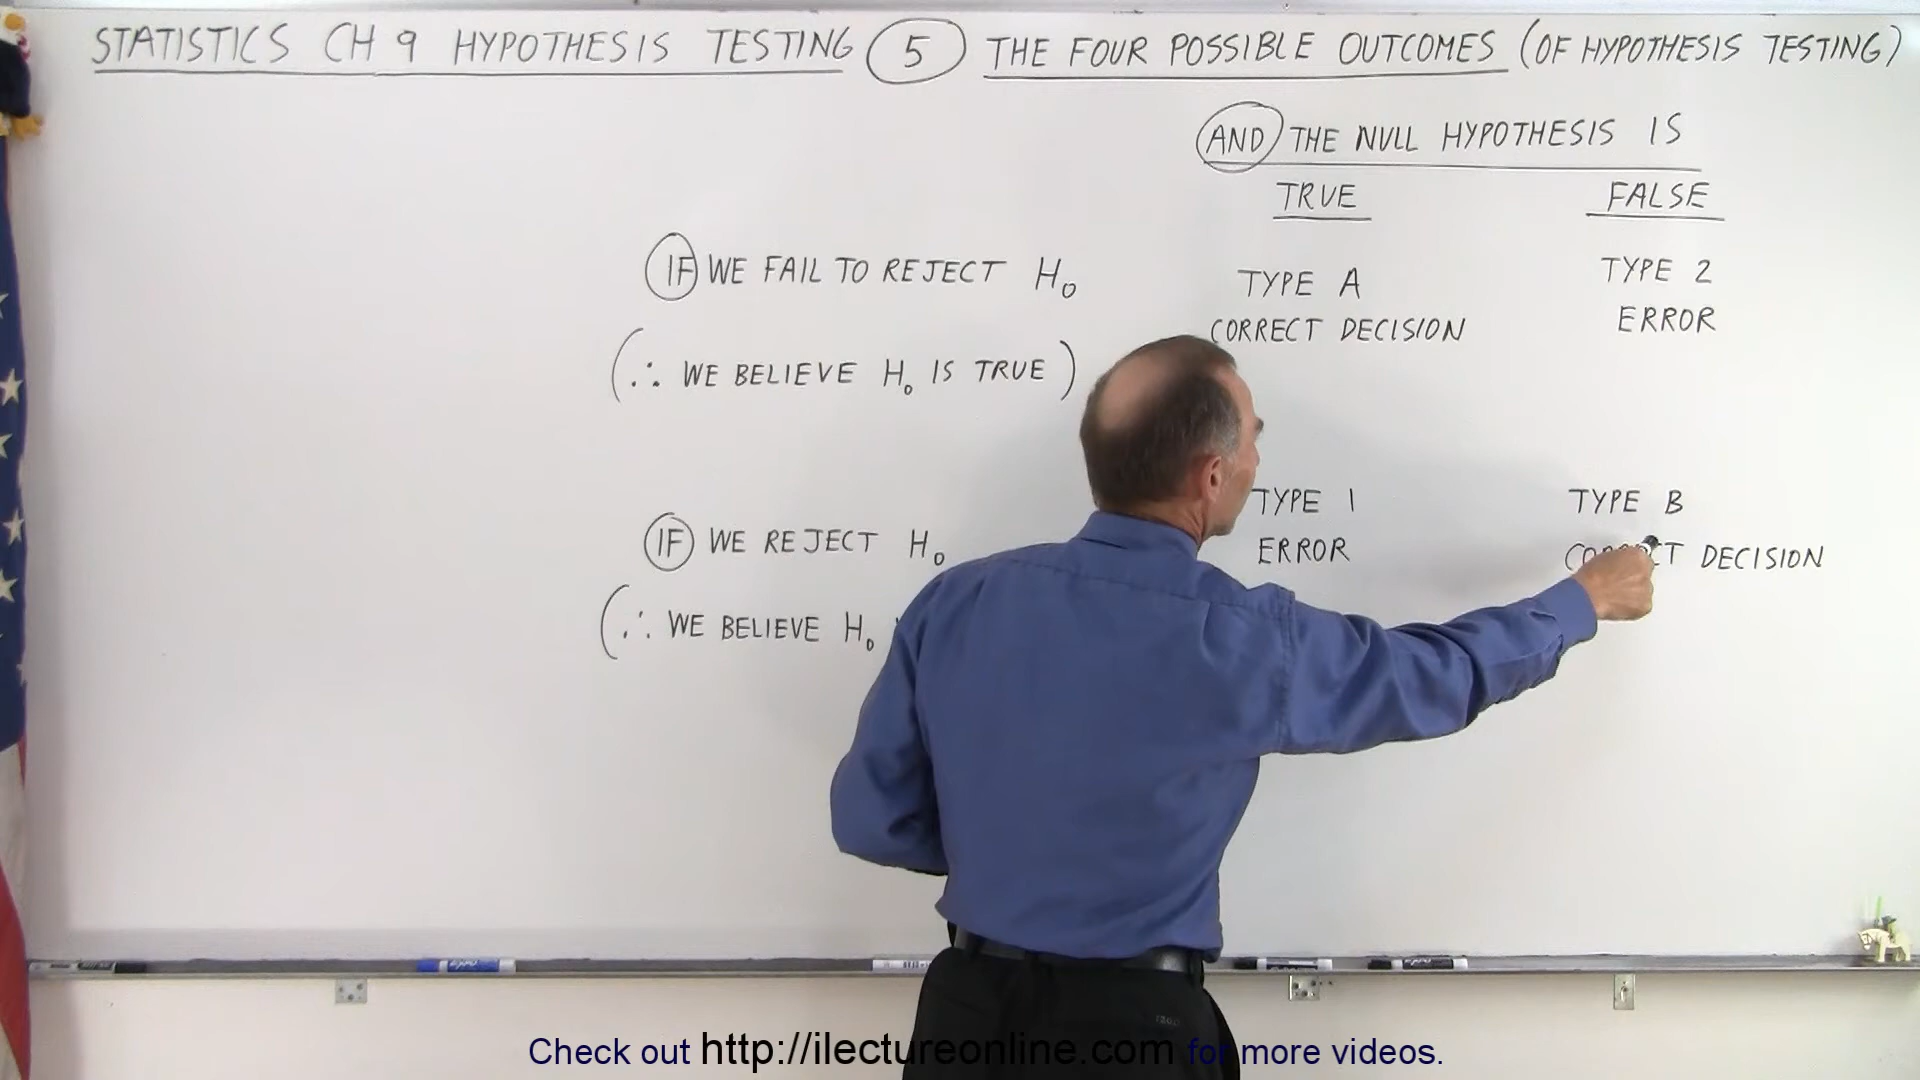 STATISTICS CH 9 HYPOTHESIS TESTING 5 THE FOUR POSSIBLE OUTCOMES (OF HYPOTHESIS TESTING)
AND THE NULL HYPOTHESIS IS
TRUE FALSE
IF WE FAIL TO REJECT H₀ TYPE A TYPE 2
CORRECT DECISION ERROR
(∴ WE BELIEVE H₀ IS TRUE)
TYPE 1 TYPE B
IF WE REJECT H₀ ERROR CORRECT DECISION
(∴ WE BELIEVE H₀
Check out http://ilectureonline.com for more videos.